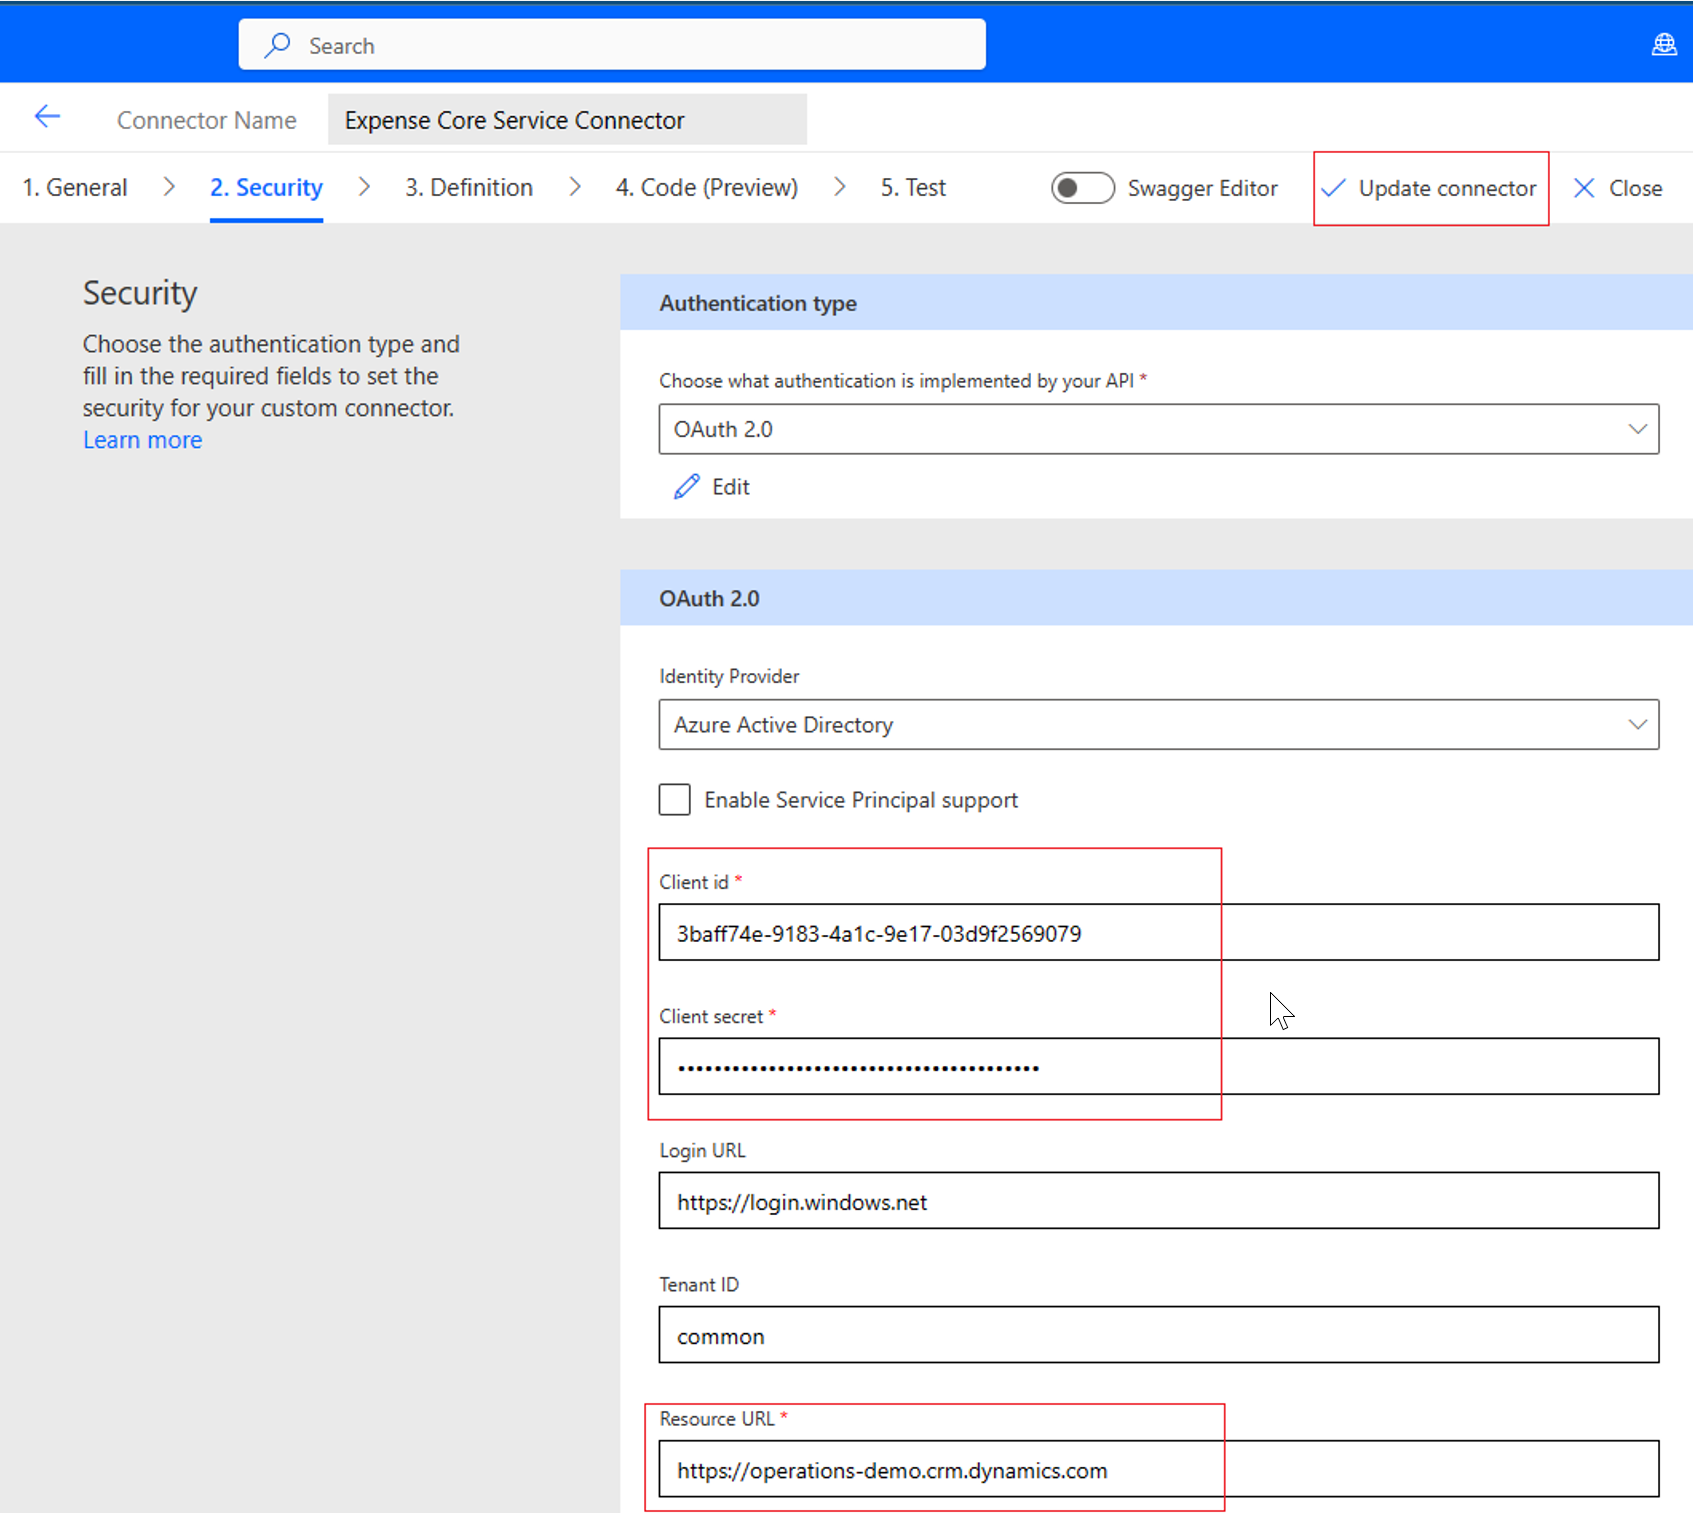 Search
Connector Name
Expense Core Service Connector
1. General
2. Security
3. Definition
4. Code (Preview)
5. Test
Swagger Editor
Update connector
Close
Security
Choose the authentication type and
fill in the required fields to set the
security for your custom connector.
Learn more
Authentication type
Choose what authentication is implemented by your API *
OAuth 2.0
Edit
OAuth 2.0
Identity Provider
Azure Active Directory
Enable Service Principal support
Client id *
3baff74e-9183-4a1c-9e17-03d9f2569079
Client secret *
••••••••••••••••••••••••••••••••••••••••
Login URL
https://login.windows.net
Tenant ID
common
Resource URL *
https://operations-demo.crm.dynamics.com